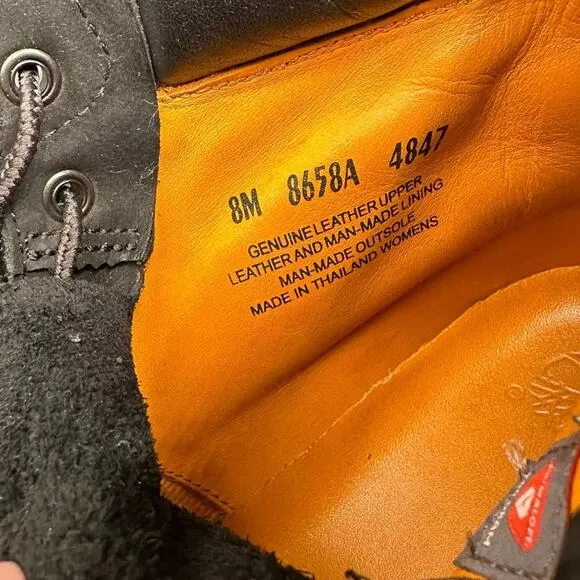 8M 8658A 4847
GENUINE LEATHER UPPER
LEATHER AND MAN-MADE LINING
MAN-MADE OUTSOLE
MADE IN THAILAND WOMENS